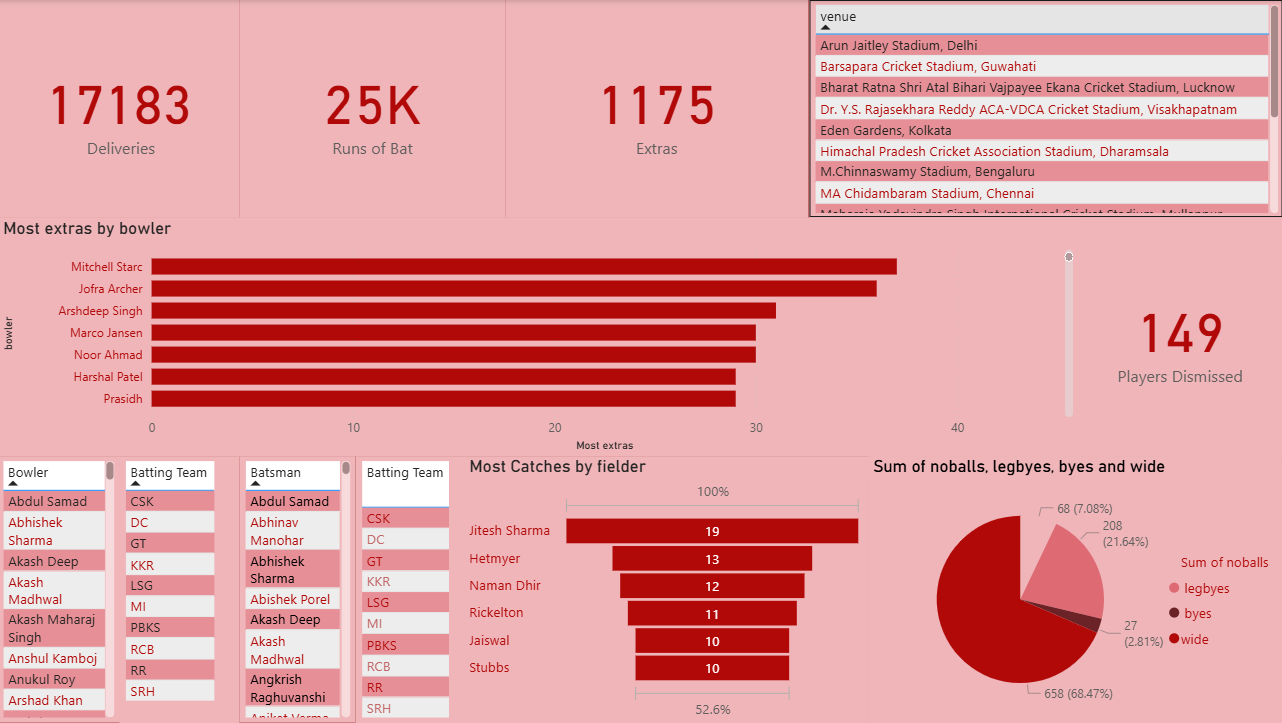 17183
Deliveries
25K
Runs of Bat
1175
Extras
venue
Arun Jaitley Stadium, Delhi
Barsapara Cricket Stadium, Guwahati
Bharat Ratna Shri Atal Bihari Vajpayee Ekana Cricket Stadium, Lucknow
Dr. Y.S. Rajasekhara Reddy ACA-VDCA Cricket Stadium, Visakhapatnam
Eden Gardens, Kolkata
Himachal Pradesh Cricket Association Stadium, Dharamsala
M.Chinnaswamy Stadium, Bengaluru
MA Chidambaram Stadium, Chennai
Most extras by bowler
bowler
Mitchell Starc
Jofra Archer
Arshdeep Singh
Marco Jansen
Noor Ahmad
Harshal Patel
Prasidh
0 10 20 30 40
Most extras
149
Players Dismissed
Bowler
Abdul Samad
Abhishek
Sharma
Akash Deep
Akash
Madhwal
Akash Maharaj
Singh
Anshul Kamboj
Anukul Roy
Arshad Khan
Batting Team
CSK
DC
GT
KKR
LSG
MI
PBKS
RCB
RR
SRH
Batsman
Abdul Samad
Abhinav
Manohar
Abhishek
Sharma
Abishek Porel
Akash Deep
Akash
Madhwal
Angkrish
Raghuvanshi
Batting Team
CSK
DC
GT
KKR
LSG
MI
PBKS
RCB
RR
SRH
Most Catches by fielder
100%
Jitesh Sharma 19
Hetmyer 13
Naman Dhir 12
Rickelton 11
Jaiswal 10
Stubbs 10
52.6%
Sum of noballs, legbyes, byes and wide
68 (7.08%)
208
(21.64%)
27
(2.81%)
658 (68.47%)
Sum of noballs
legbyes
byes
wide